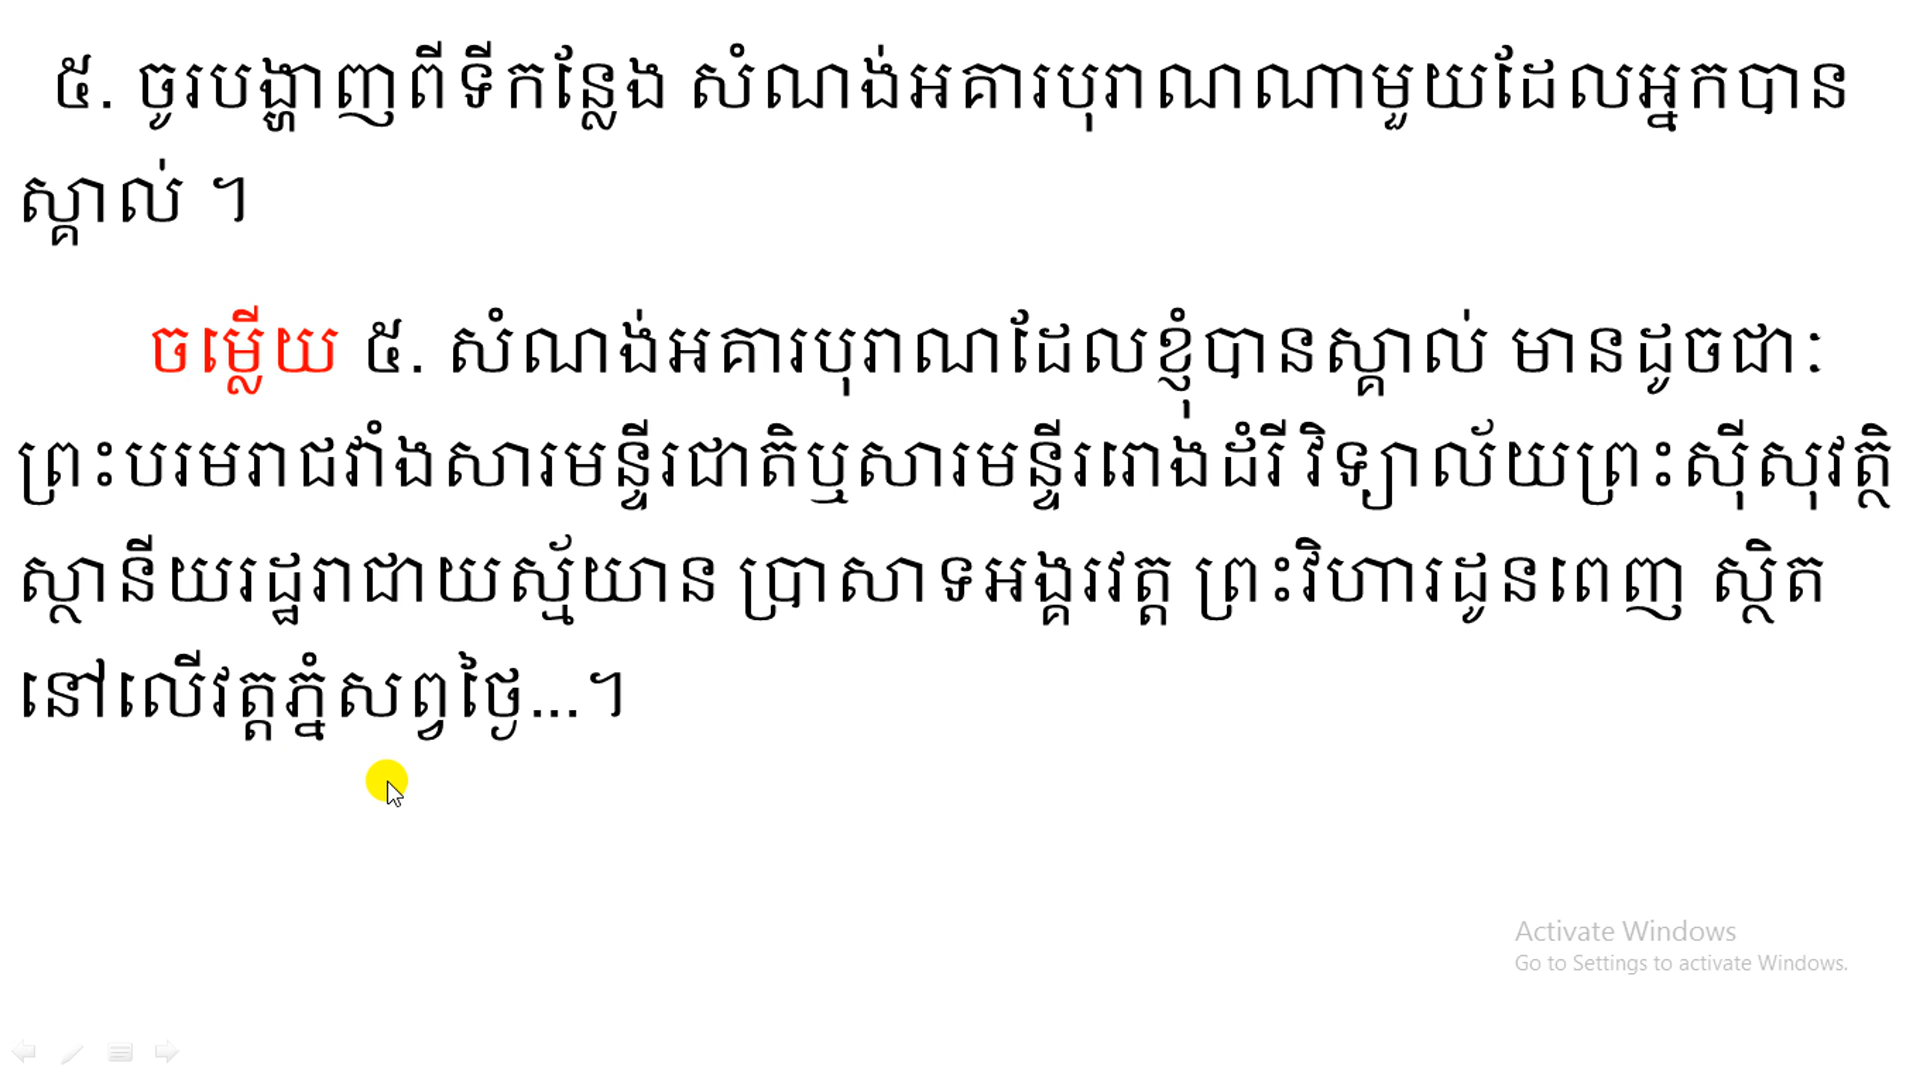 ៥. ចូរបង្ហាញពីទីកន្លែង សំណង់អគារបុរាណណាមួយដែលអ្នកបាន
ស្គាល់ ។
ចម្លើយ ៥. សំណង់អគារបុរាណដែលខ្ញុំបានស្គាល់ មានដូចជាៈ
ព្រះបរមរាជវាំងសារមន្ទីរជាតិឬសារមន្ទីររោងដំរី វិទ្យាល័យព្រះស៊ីសុវត្ថិ
ស្ថានីយរដ្ឋរាជាយស្ម័យាន ប្រាសាទអង្គរវត្ត ព្រះវិហារដូនពេញ ស្ថិត
នៅលើវត្តភ្នំសព្វថ្ងៃ...។
Activate Windows
Go to Settings to activate Windows.